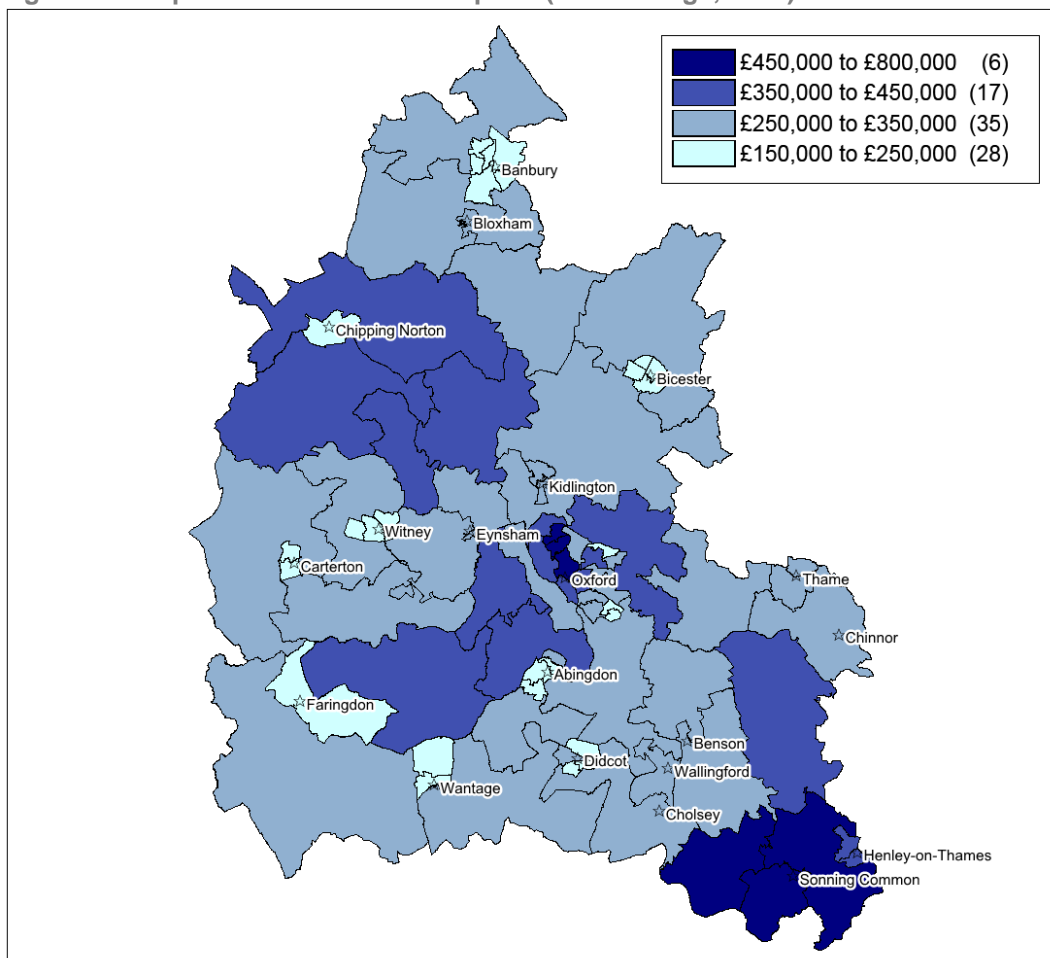 £450,000 to £800,000 (6)
£350,000 to £450,000 (17)
£250,000 to £350,000 (35)
£150,000 to £250,000 (28)
Banbury
Bloxham
Chipping Norton
Bicester
Kidlington
Witney
Eynsham
Carterton
Oxford
Thame
Chinnor
Abingdon
Faringdon
Benson
Didcot
Wallingford
Wantage
Cholsey
Henley-on-Thames
Sonning Common